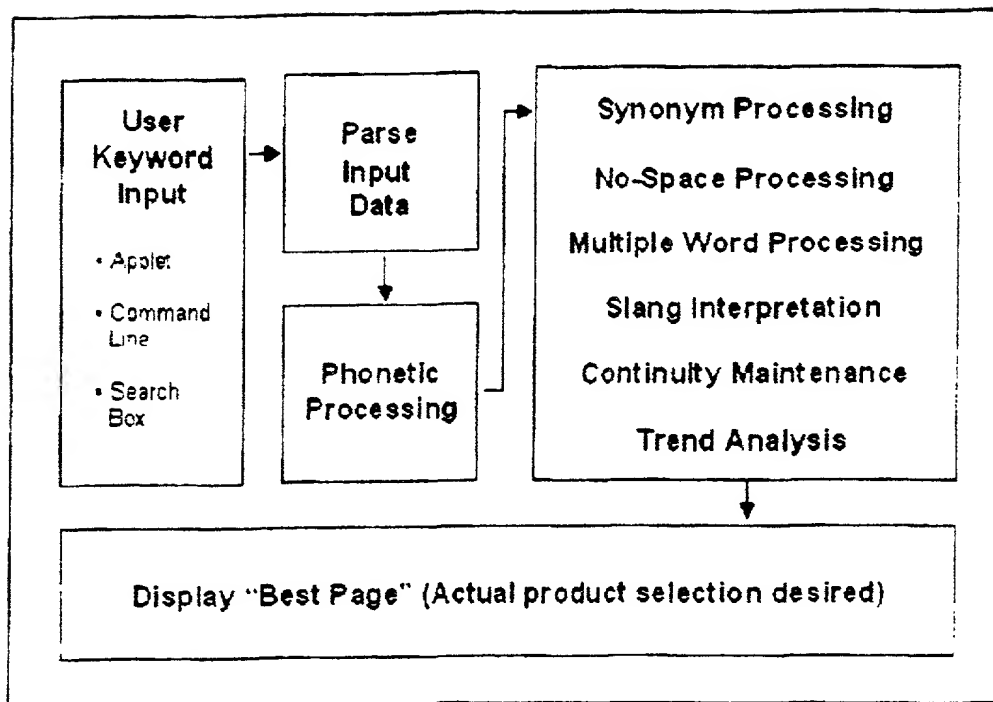 User
Keyword
Input
• Applet
• Command
Line
• Search
Box
Parse
Input
Data
Phonetic
Processing
Synonym Processing
No-Space Processing
Multiple Word Processing
Slang Interpretation
Continuity Maintenance
Trend Analysis
Display "Best Page" (Actual product selection desired)